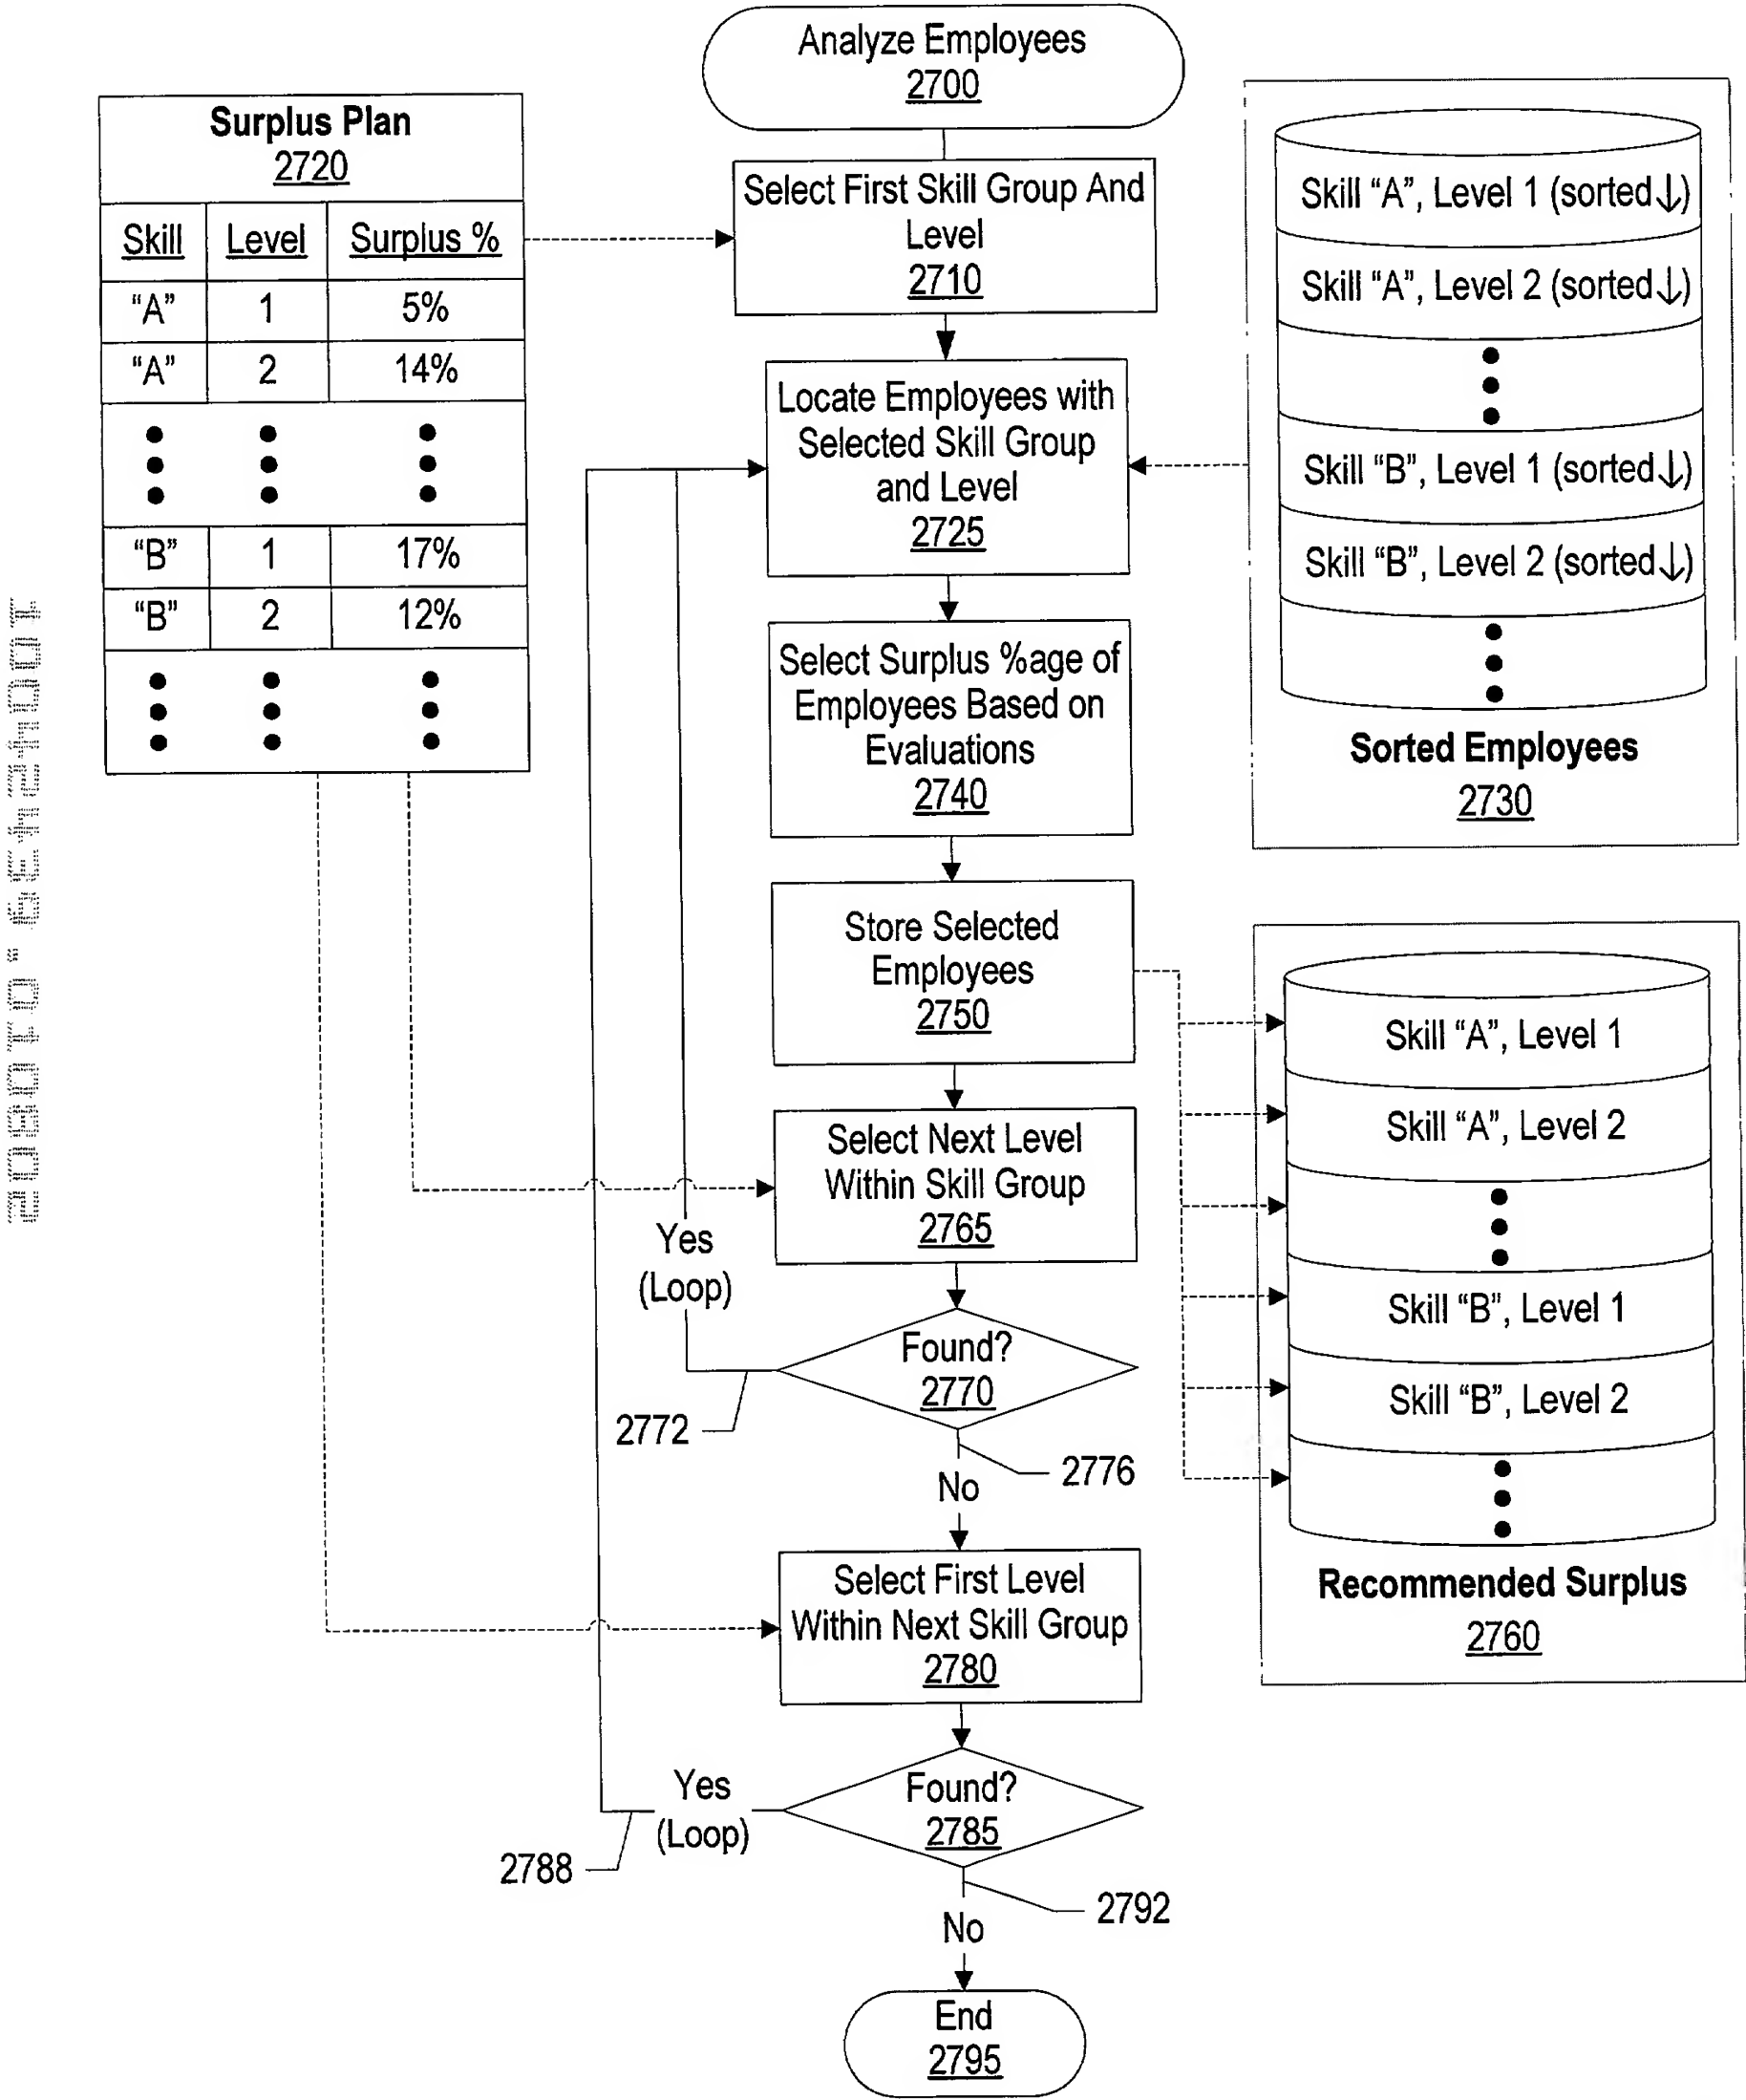 Analyze Employees
2700
Surplus Plan
2720
Skill Level Surplus %
“A” 1 5%
“A” 2 14%
“B” 1 17%
“B” 2 12%
Select First Skill Group And
Level
2710
Locate Employees with
Selected Skill Group
and Level
2725
Skill “A”, Level 1 (sorted↓)
Skill “A”, Level 2 (sorted↓)
Skill “B”, Level 1 (sorted↓)
Skill “B”, Level 2 (sorted↓)
Sorted Employees
2730
Select Surplus %age of
Employees Based on
Evaluations
2740
Store Selected
Employees
2750
Skill “A”, Level 1
Skill “A”, Level 2
Skill “B”, Level 1
Skill “B”, Level 2
Recommended Surplus
2760
Select Next Level
Within Skill Group
2765
Yes
(Loop)
Found?
2770
2772
2776
No
Select First Level
Within Next Skill Group
2780
Yes
(Loop)
Found?
2785
2788
2792
No
End
2795